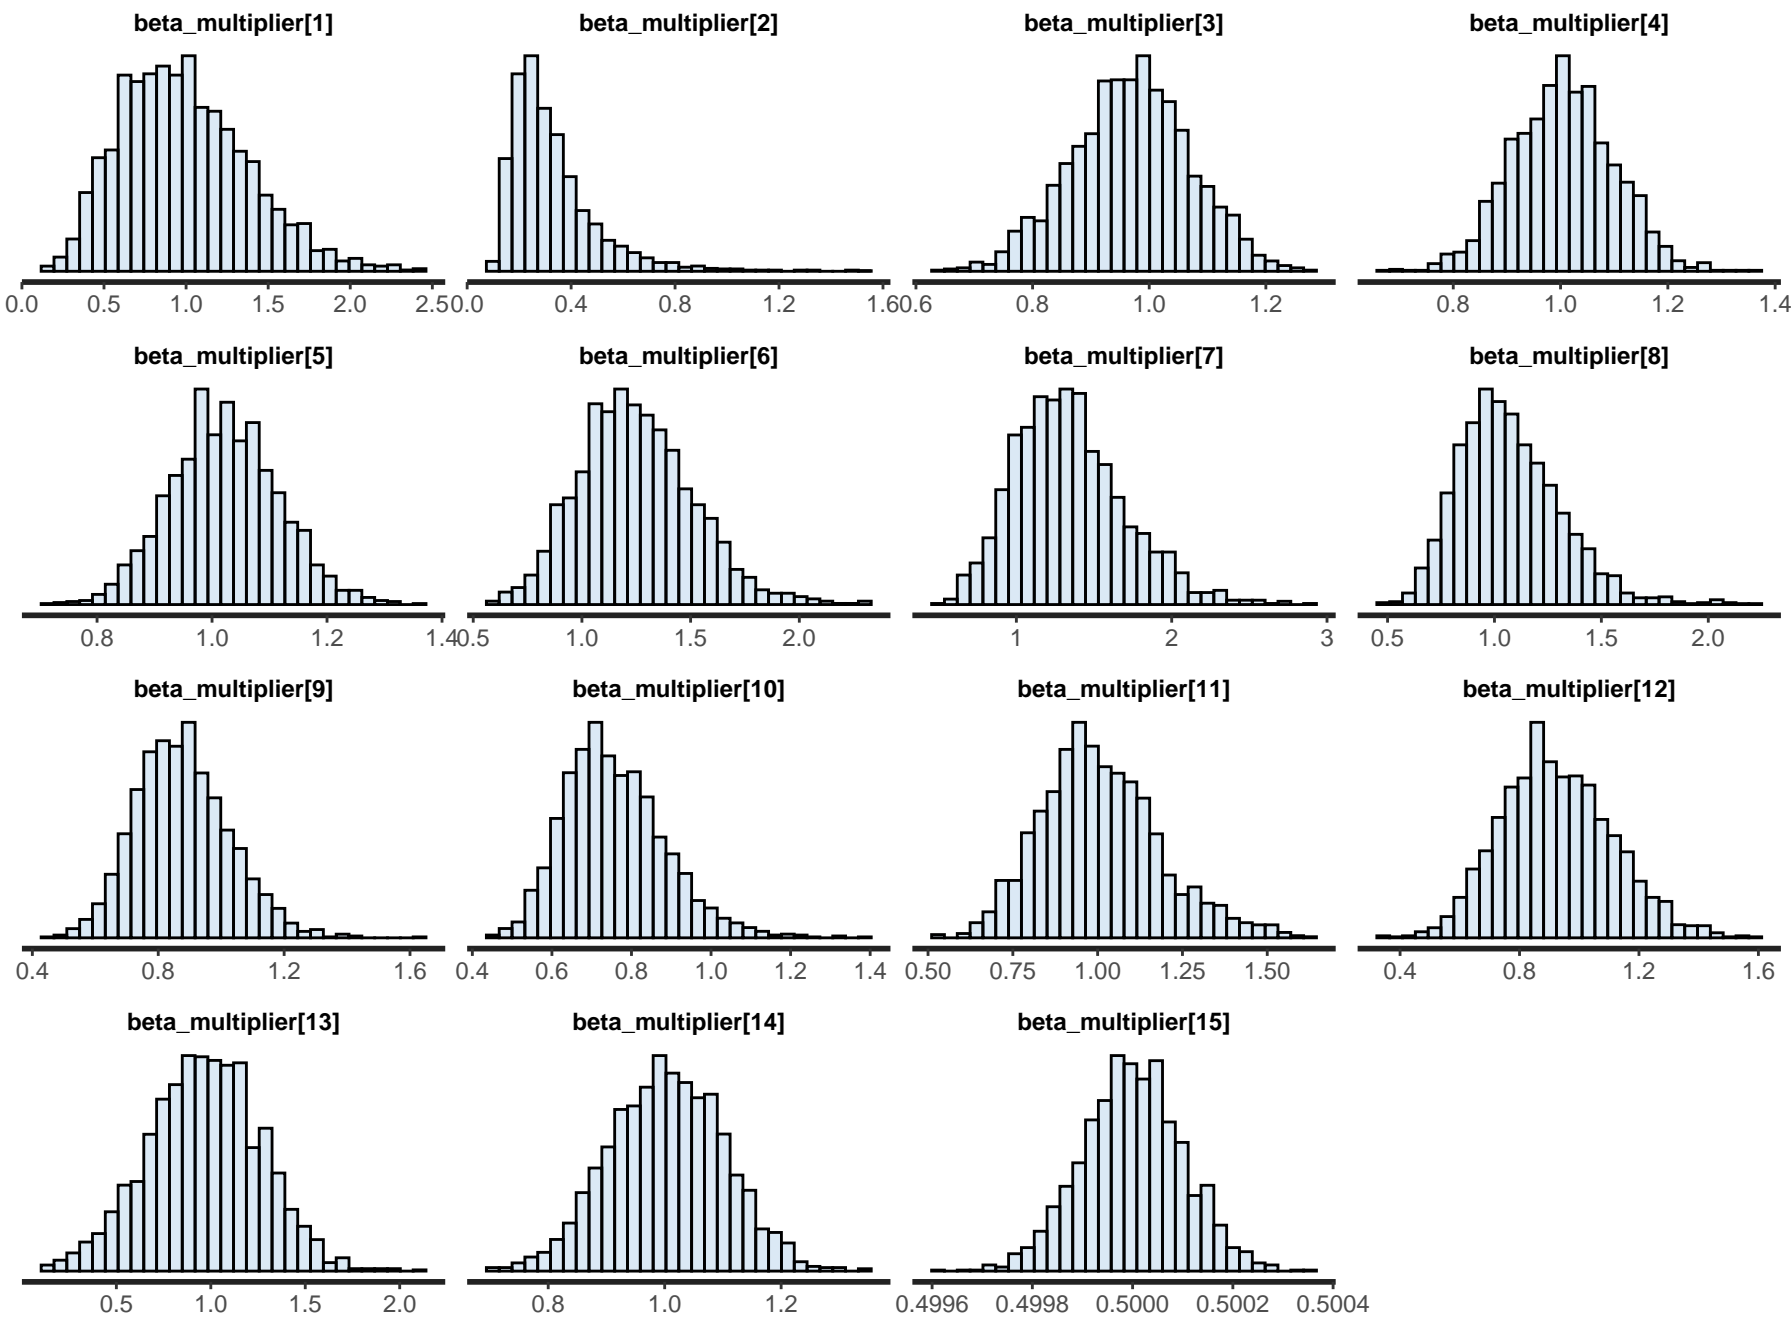 beta_multiplier[1] beta_multiplier[2] beta_multiplier[3] beta_multiplier[4]
0.0 0.5 1.0 1.5 2.0 2.5 0.0 0.4 0.8 1.2 1.6 0.6 0.8 1.0 1.2 0.8 1.0 1.2 1.4
beta_multiplier[5] beta_multiplier[6] beta_multiplier[7] beta_multiplier[8]
0.8 1.0 1.2 1.4 0.5 1.0 1.5 2.0 1 2 3 0.5 1.0 1.5 2.0
beta_multiplier[9] beta_multiplier[10] beta_multiplier[11] beta_multiplier[12]
0.4 0.8 1.2 1.6 0.4 0.6 0.8 1.0 1.2 1.4 0.50 0.75 1.00 1.25 1.50 0.4 0.8 1.2 1.6
beta_multiplier[13] beta_multiplier[14] beta_multiplier[15]
0.5 1.0 1.5 2.0 0.8 1.0 1.2 0.4996 0.4998 0.5000 0.5002 0.5004